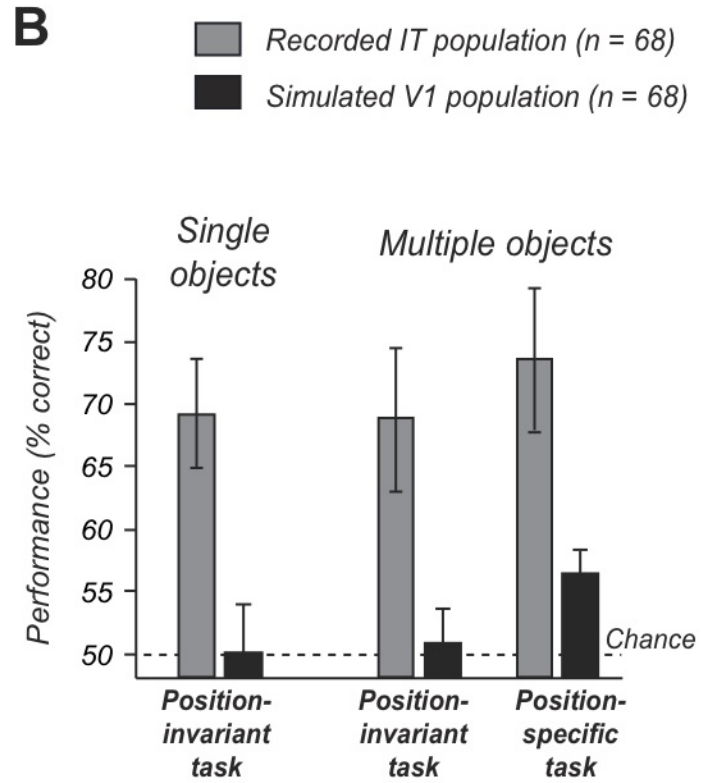 B
Recorded IT population (n = 68)
Simulated V1 population (n = 68)
Single
objects
Multiple objects
Performance (% correct)
80
75
70
65
60
55
50
Chance
Position-
invariant
task
Position-
invariant
task
Position-
specific
task